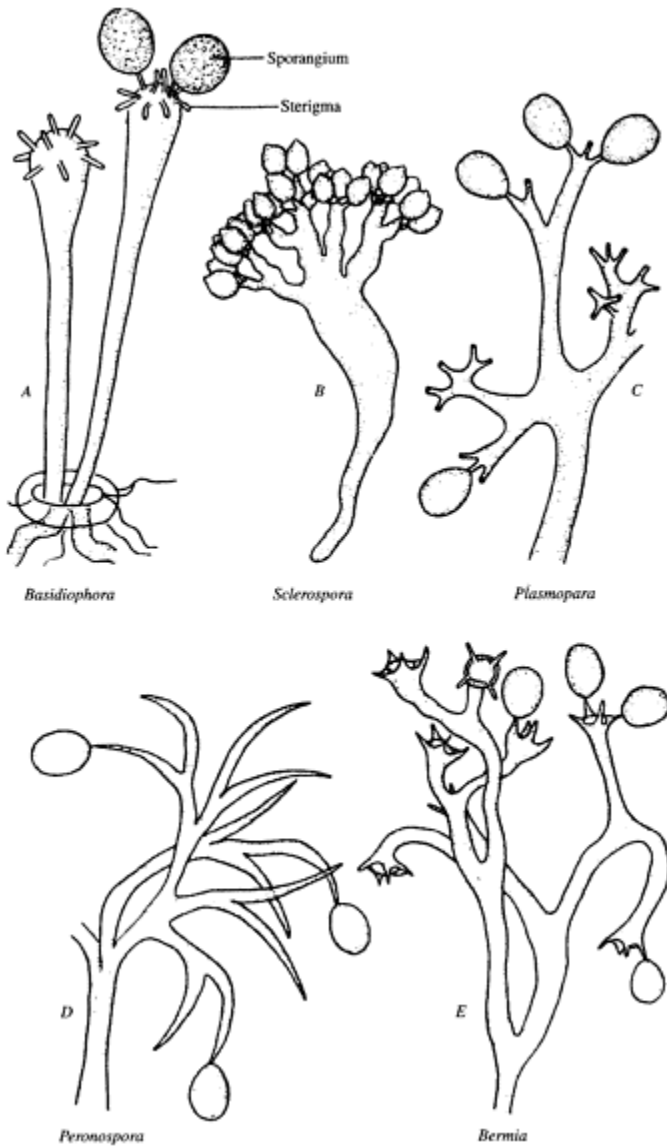 Sporangium
Sterigma
A
B
C
Basidiophora
Sclerospora
Plasmopara
D
E
Peronospora
Bermia